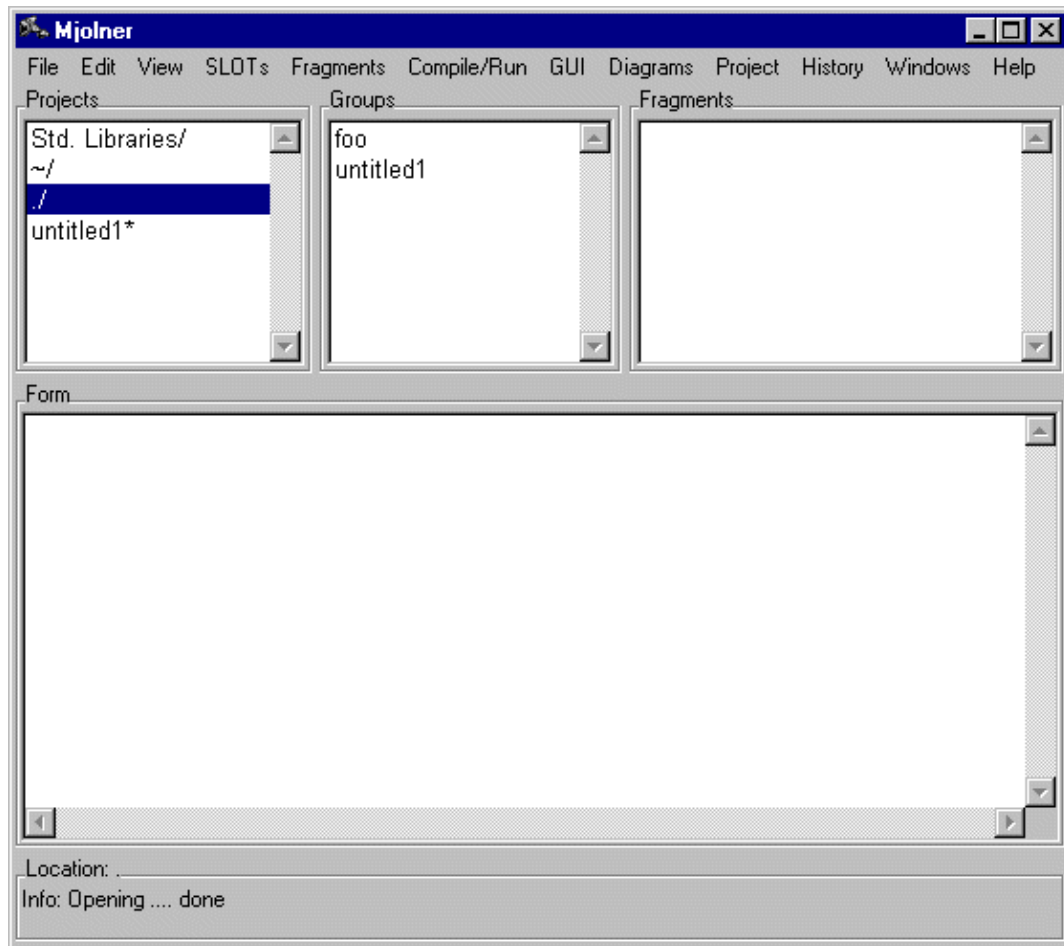 Mjolner
File Edit View SLOTs Fragments Compile/Run GUI Diagrams Project History Windows Help
Projects
Std. Libraries/
~/
./
untitled1*
Groups
foo
untitled1
Fragments
Form
Location: .
Info: Opening .... done